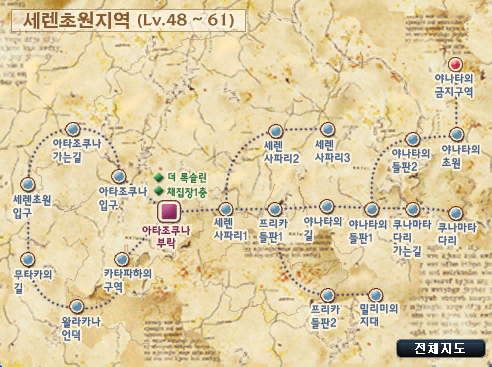 세렌초원지역 (Lv.48 ~ 61)
야나타의
금지구역
아타조쿠나
가는길
세렌
사파리2
세렌
사파리3
야나타의
들판2
야나타의
초원
더 톡슬린
채집장1층
세렌초원
입구
아타조쿠나
입구
아타조쿠나
부락
세렌
사파리1
프리카
들판1
야나타의
길
야나타의
들판1
쿠나마타
다리
가는길
쿠나마타
다리
무타카의
길
카타파하의
구역
왈라카나
언덕
프리카
들판2
밀리미의
지대
전체지도